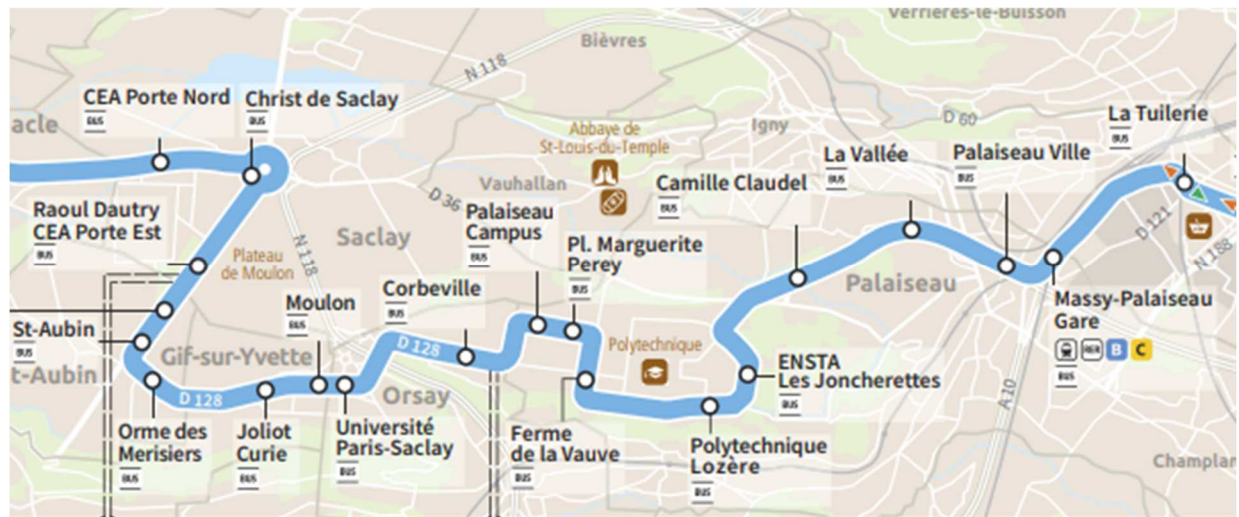 Verrières-le-Buisson
Bièvres
N 118
CEA Porte Nord
BUS
Christ de Saclay
BUS
acle
Abbaye de
St-Louis-du-Temple
Igny
D 60
La Tuilerie
BUS
La Vallée
BUS
Palaiseau Ville
BUS
Vauhallan
D 36
Camille Claudel
BUS
Raoul Dautry
CEA Porte Est
BUS
Palaiseau
Campus
BUS
Saclay
N 118
Plateau
de Moulon
Pl. Marguerite
Perey
BUS
D 121
N 188
Moulon
BUS
Corbeville
BUS
Palaiseau
Massy-Palaiseau
Gare
RER
B
C
BUS
St-Aubin
BUS
t-Aubin
Gif-sur-Yvette
D 128
Polytechnique
ENSTA
Les Joncherettes
BUS
D 128
Orsay
A 10
Orme des
Merisiers
BUS
Joliot
Curie
BUS
Université
Paris-Saclay
BUS
Ferme
de la Vauve
BUS
Polytechnique
Lozère
BUS
Champlan